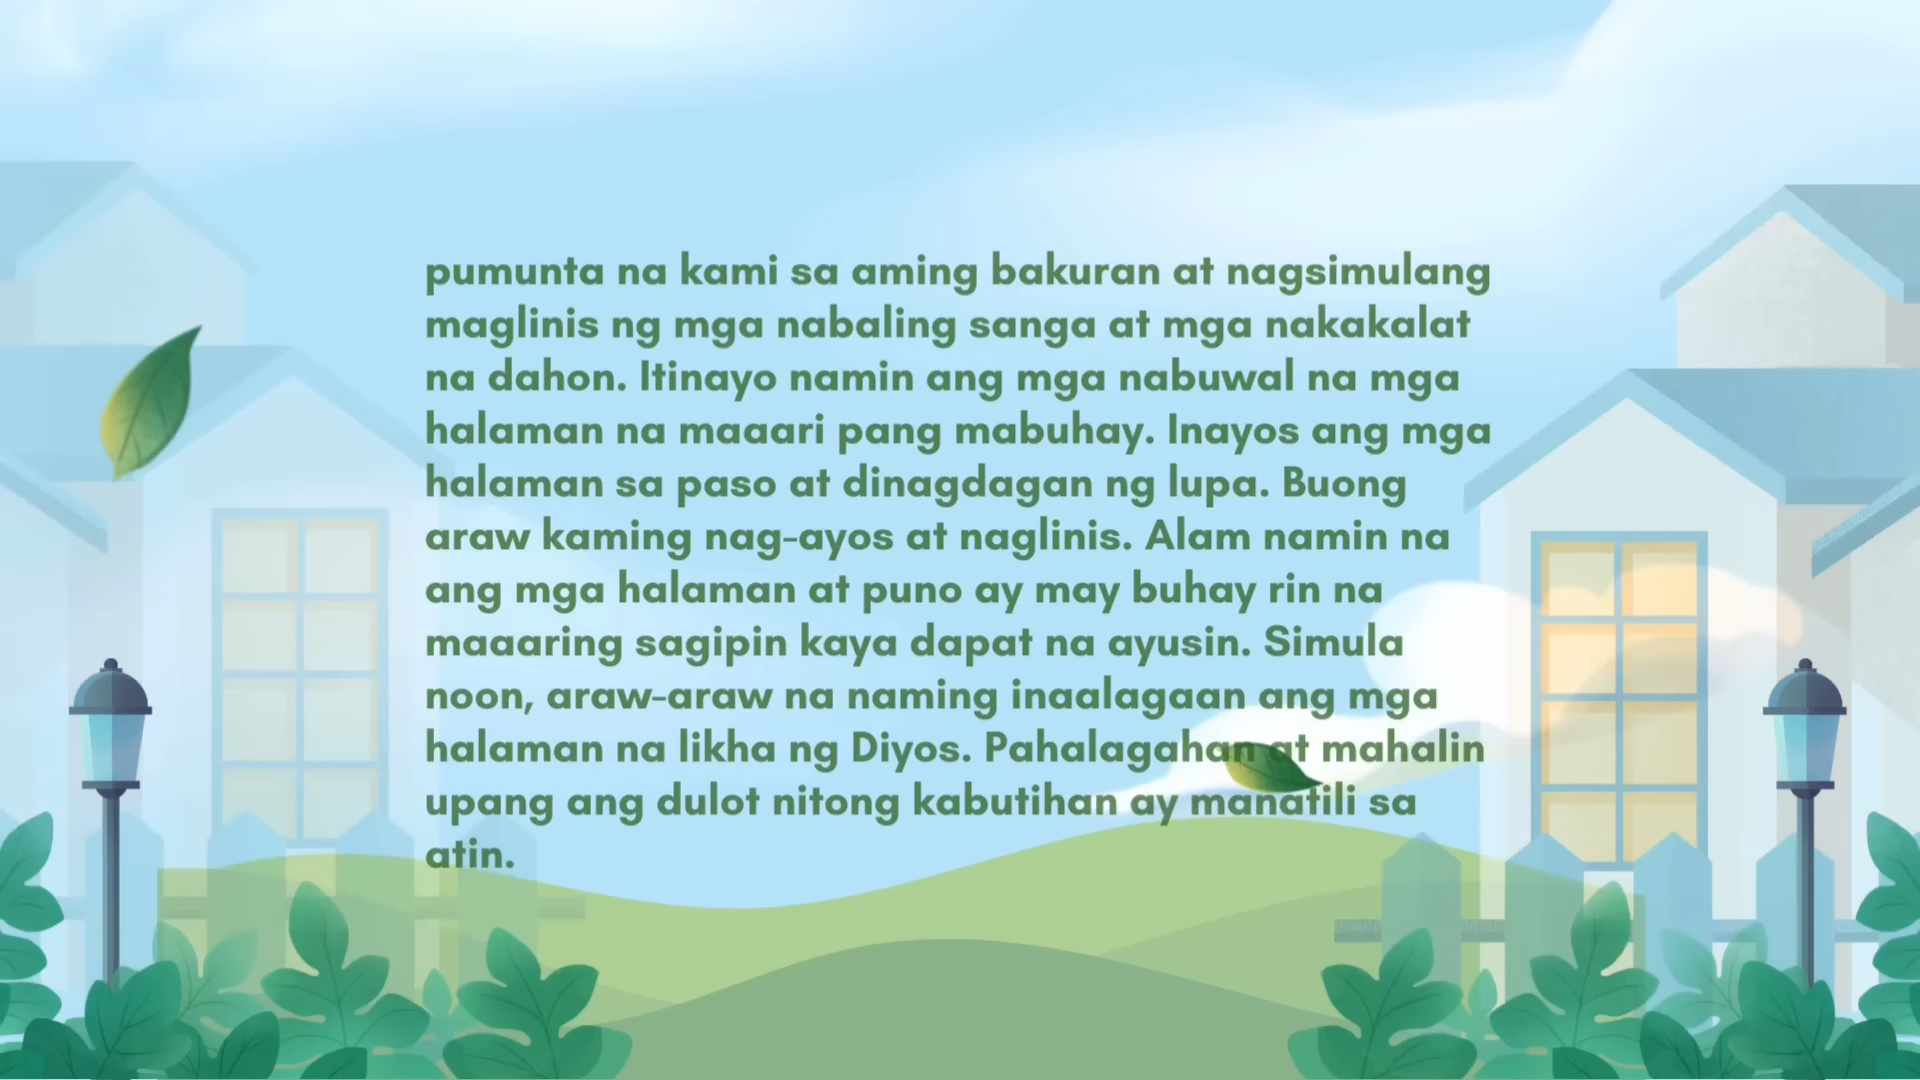 pumunta na kami sa aming bakuran at nagsimulang
maglinis ng mga nabaling sanga at mga nakakalat
na dahon. Itinayo namin ang mga nabuwal na mga
halaman na maaari pang mabuhay. Inayos ang mga
halaman sa paso at dinagdagan ng lupa. Buong
araw kaming nag-ayos at naglinis. Alam namin na
ang mga halaman at puno ay may buhay rin na
maaaring sagipin kaya dapat na ayusin. Simula
noon, araw-araw na naming inaalagaan ang mga
halaman na likha ng Diyos. Pahalagahan at mahalin
upang ang dulot nitong kabutihan ay manatili sa
atin.